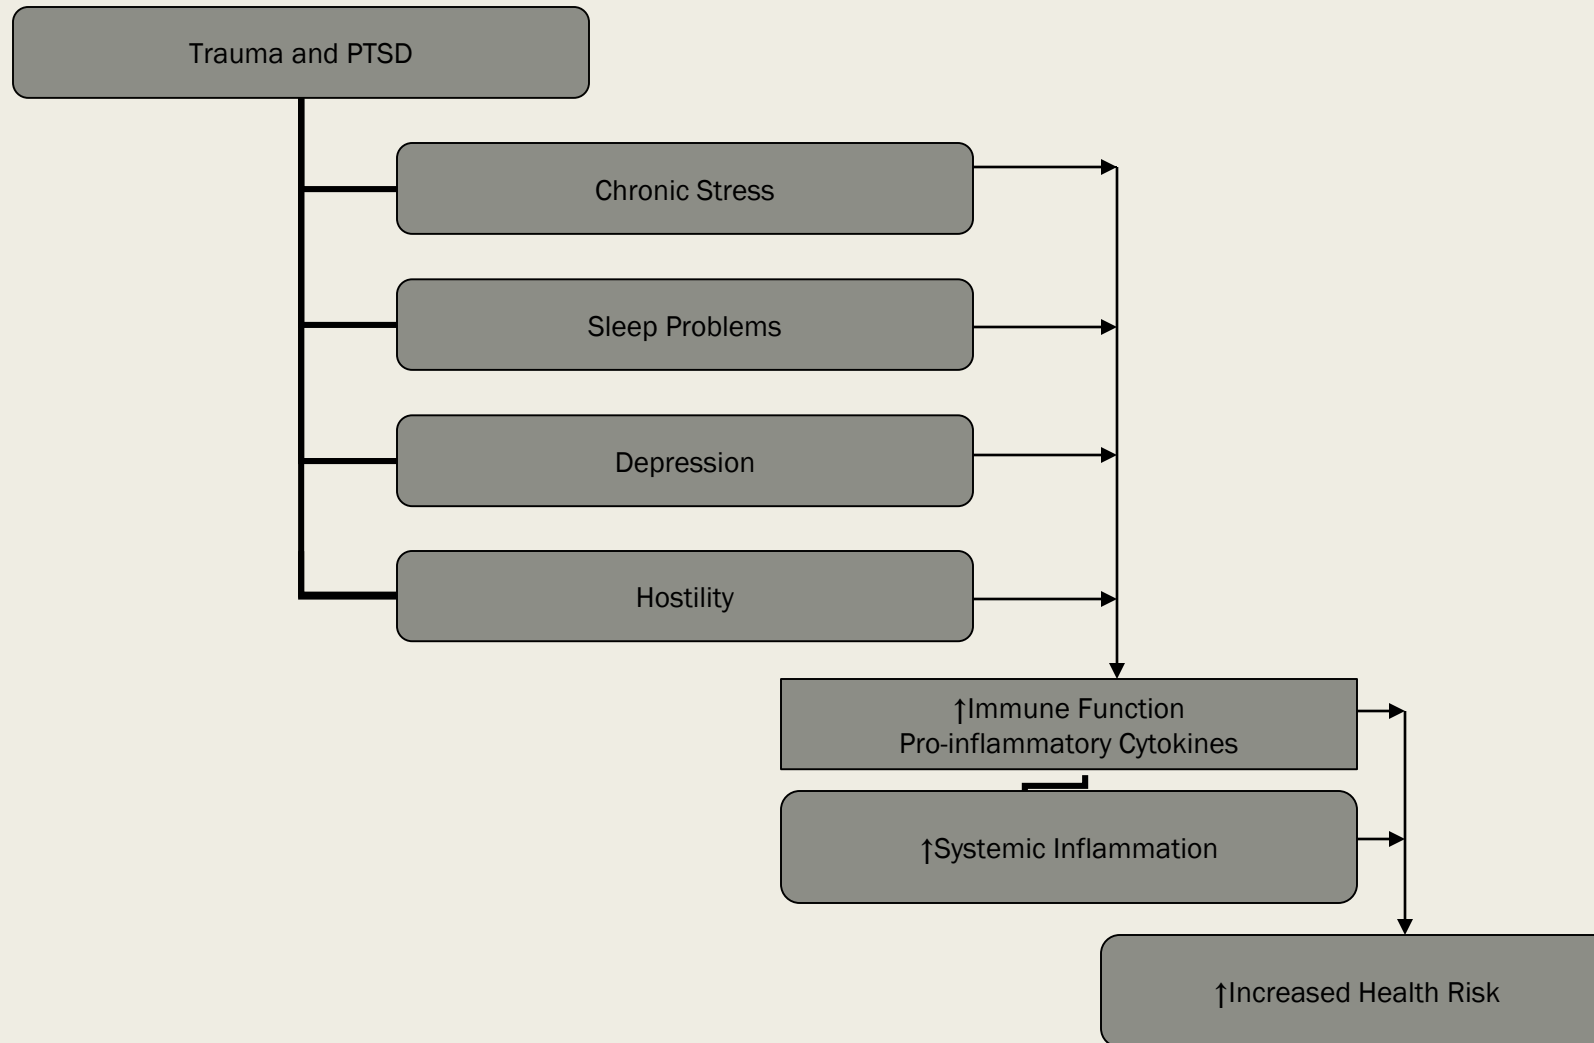 Trauma and PTSD
Chronic Stress
Sleep Problems
Depression
Hostility
↑Immune Function
Pro-inflammatory Cytokines
↑Systemic Inflammation
↑Increased Health Risk